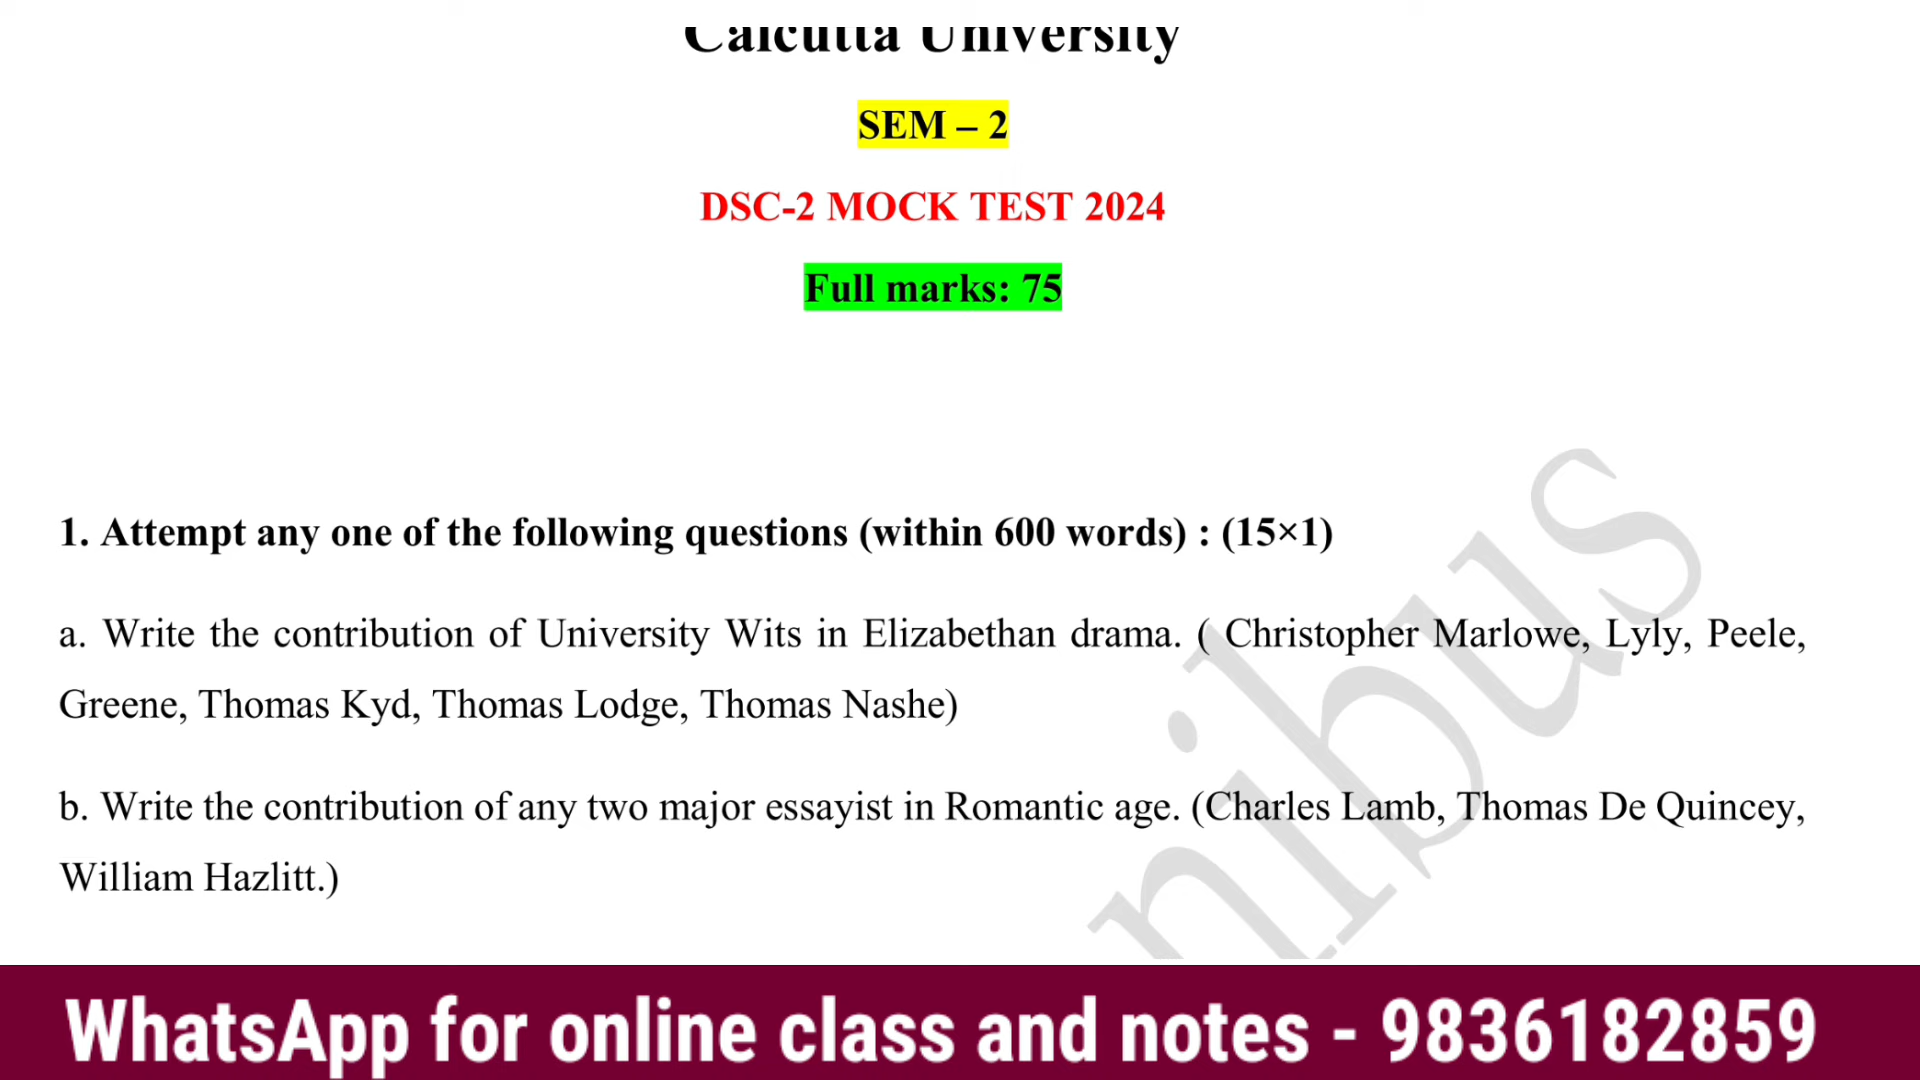 Calcutta University
SEM – 2
DSC-2 MOCK TEST 2024
Full marks: 75
1. Attempt any one of the following questions (within 600 words) : (15×1)
a. Write the contribution of University Wits in Elizabethan drama. ( Christopher Marlowe, Lyly, Peele,
Greene, Thomas Kyd, Thomas Lodge, Thomas Nashe)
b. Write the contribution of any two major essayist in Romantic age. (Charles Lamb, Thomas De Quincey,
William Hazlitt.)
WhatsApp for online class and notes - 9836182859